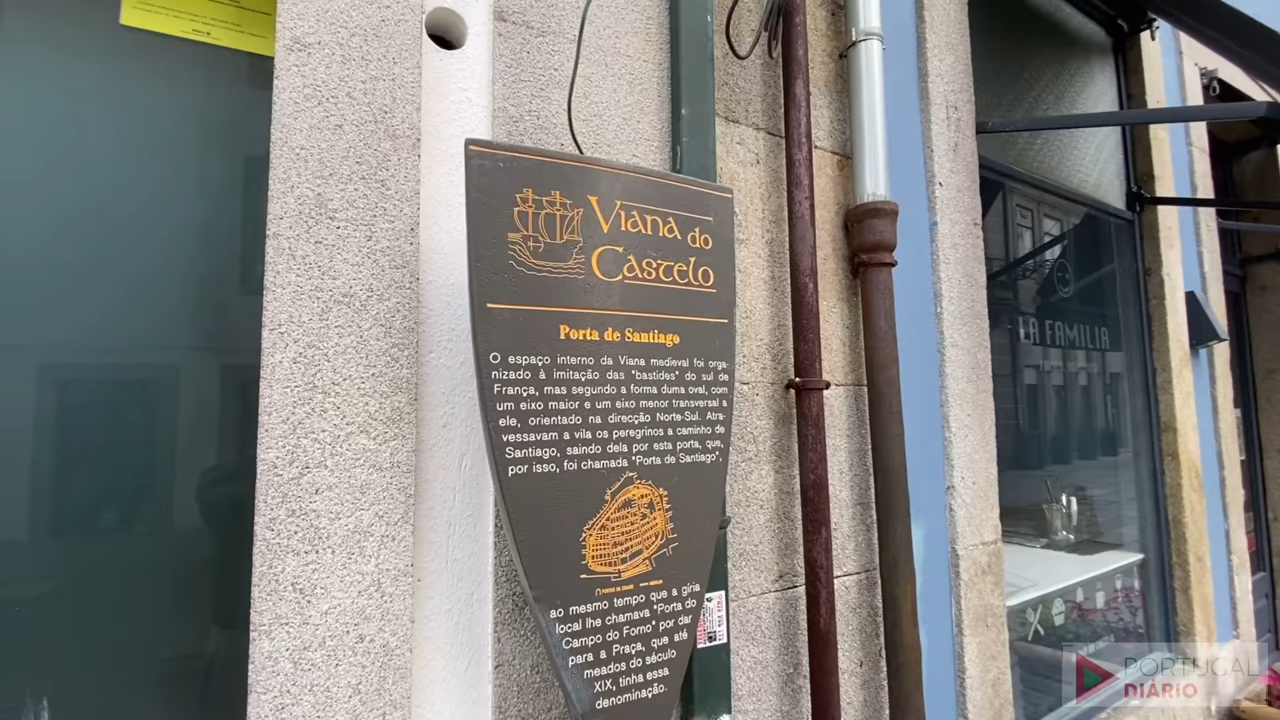 Viana do
Castelo
Porta de Santiago
O espaço interno da Viana medieval foi orga-
nizado à imitação das "bastides" do sul de
França, mas segundo a forma duma oval, com
um eixo maior e um eixo menor transversal a
ele, orientado na direcção Norte-Sul. Atra-
vessavam a vila os peregrinos a caminho de
Santiago, saindo dela por esta porta, que,
por isso, foi chamada "Porta de Santiago",
PORTAS DA CIDADE
ao mesmo tempo que a gíria
local lhe chamava "Porta do
Campo do Forno" por dar
para a Praça, que até
meados do século
XIX, tinha essa
denominação.
LA FAMILIA
PORTUGAL
DIÁRIO